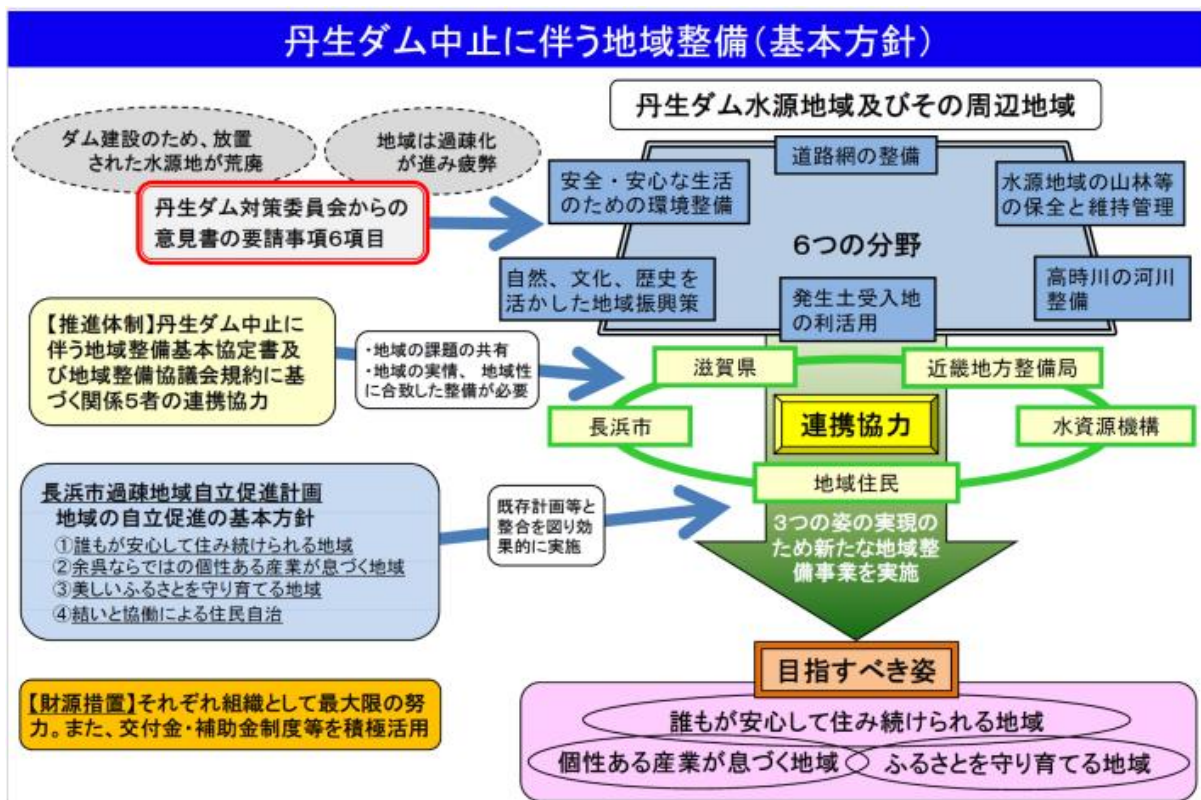 丹生ダム中止に伴う地域整備(基本方針)
ダム建設のため、放置
された水源地が荒廃
地域は過疎化
が進み疲弊
丹生ダム対策委員会からの
意見書の要請事項6項目
丹生ダム水源地域及びその周辺地域
道路網の整備
安全・安心な生活
のための環境整備
水源地域の山林等
の保全と維持管理
6つの分野
自然、文化、歴史を
活かした地域振興策
発生土受入地
の利活用
高時川の河川
整備
【推進体制】丹生ダム中止に
伴う地域整備基本協定書及
び地域整備協議会規約に基
づく関係5者の連携協力
・地域の課題の共有
・地域の実情、地域性
に合致した整備が必要
滋賀県
近畿地方整備局
長浜市
連携協力
水資源機構
地域住民
長浜市過疎地域自立促進計画
地域の自立促進の基本方針
①誰もが安心して住み続けられる地域
②余呉ならではの個性ある産業が息づく地域
③美しいふるさとを守り育てる地域
④結いと協働による住民自治
既存計画等と
整合を図り効
果的に実施
3つの姿の実現の
ため新たな地域整
備事業を実施
【財源措置】それぞれ組織として最大限の努
力。また、交付金・補助金制度等を積極活用
目指すべき姿
誰もが安心して住み続けられる地域
個性ある産業が息づく地域
ふるさとを守り育てる地域